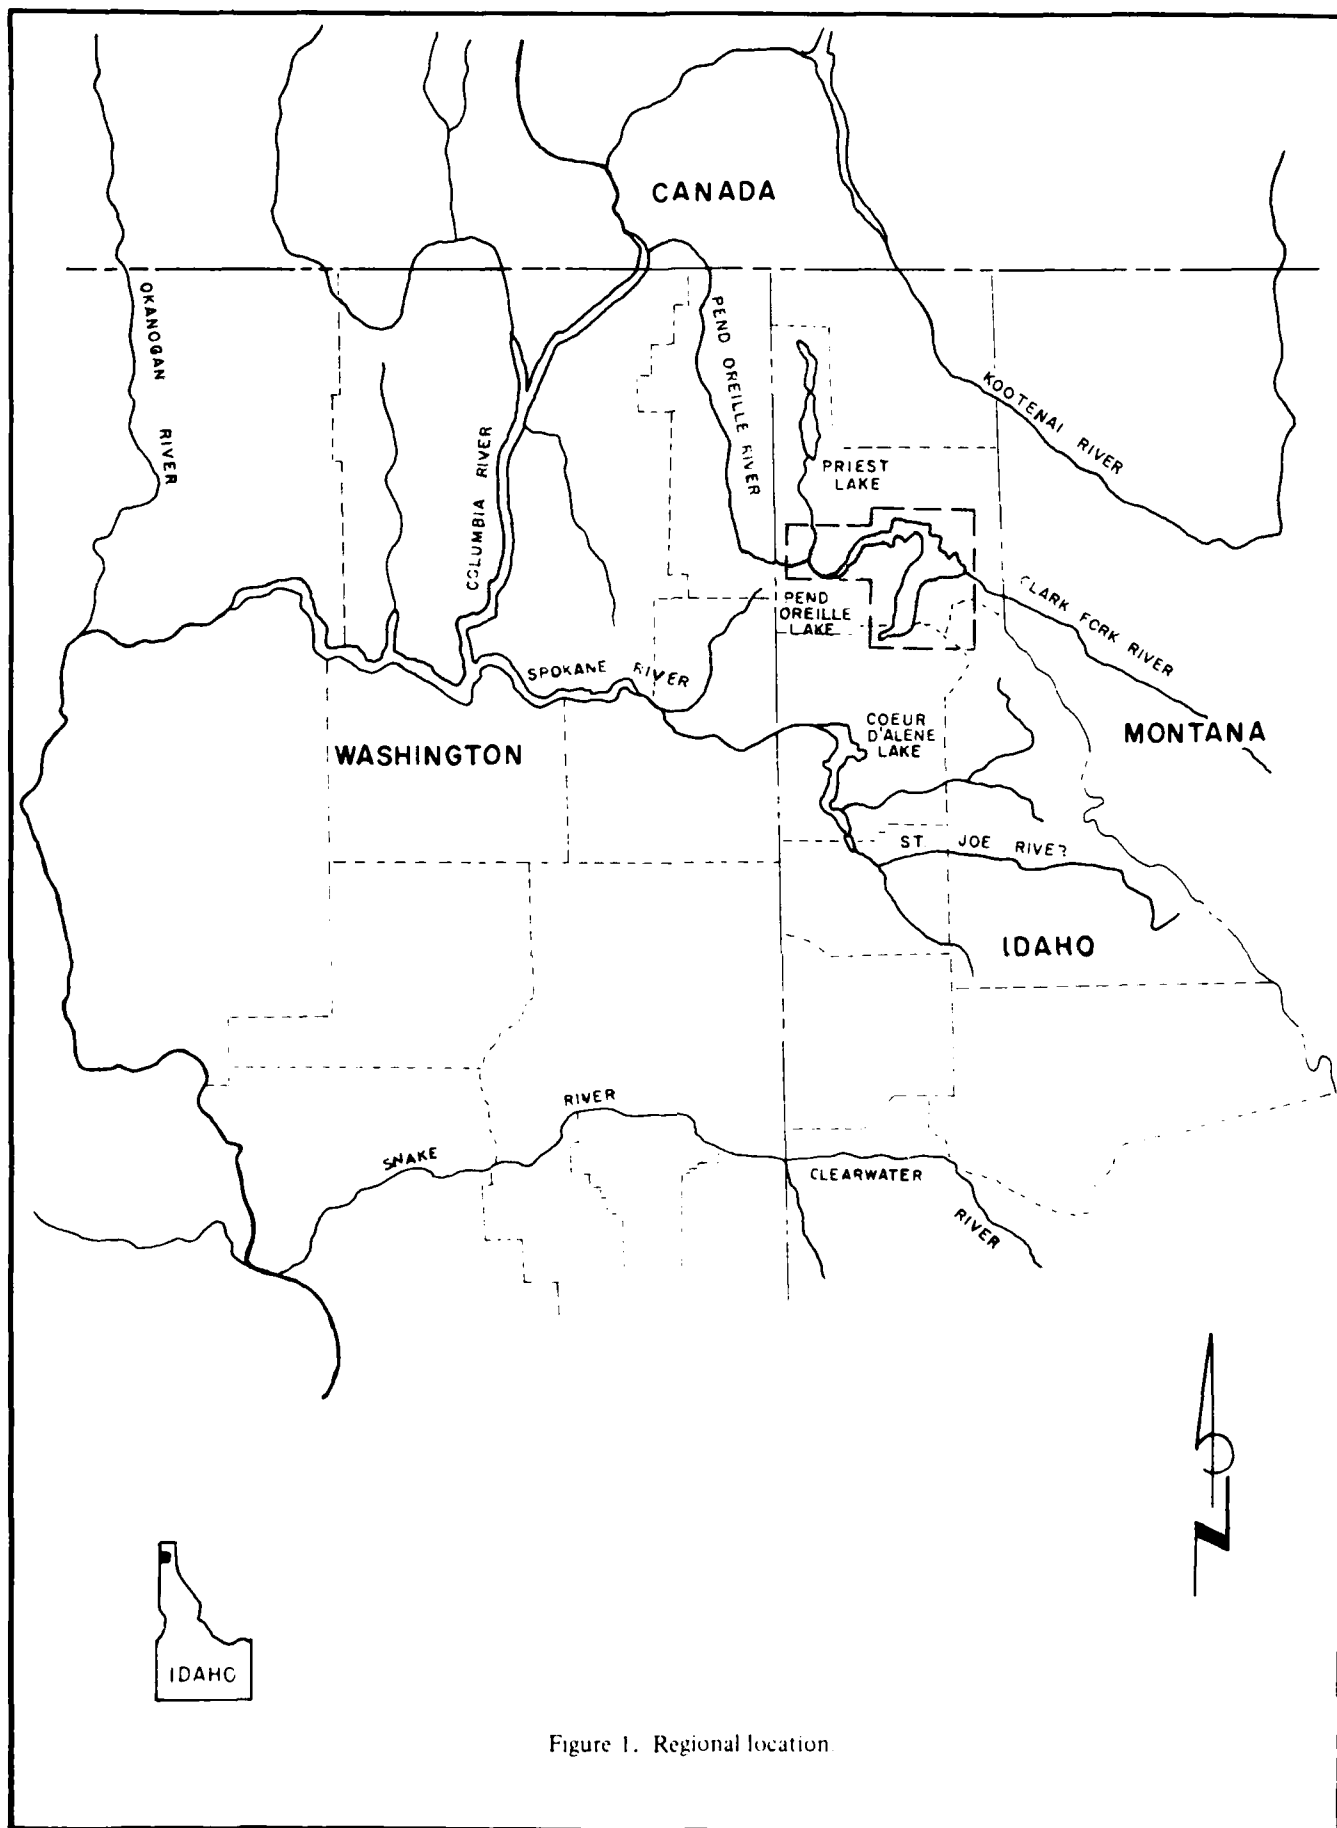 CANADA
OKANOGAN RIVER
PEND OREILLE RIVER
KOOTENAI RIVER
COLUMBIA RIVER
PRIEST
LAKE
PEND
OREILLE
LAKE
CLARK FORK RIVER
SPOKANE RIVER
COEUR
D'ALENE
LAKE
MONTANA
WASHINGTON
ST JOE RIVER
IDAHO
SNAKE RIVER
CLEARWATER RIVER
N
IDAHO
Figure 1. Regional location.